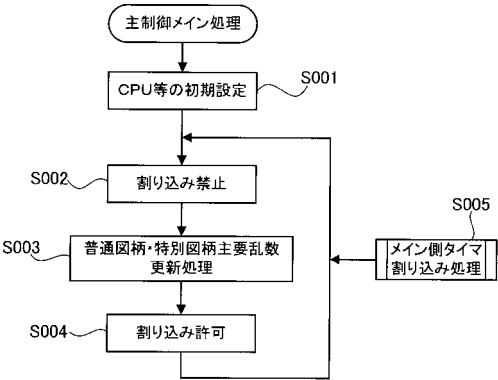 主制御メイン処理
S001
CPU等の初期設定
S002
割り込み禁止
S003
普通図柄・特別図柄主要乱数
更新処理
S004
割り込み許可
S005
メイン側タイマ
割り込み処理